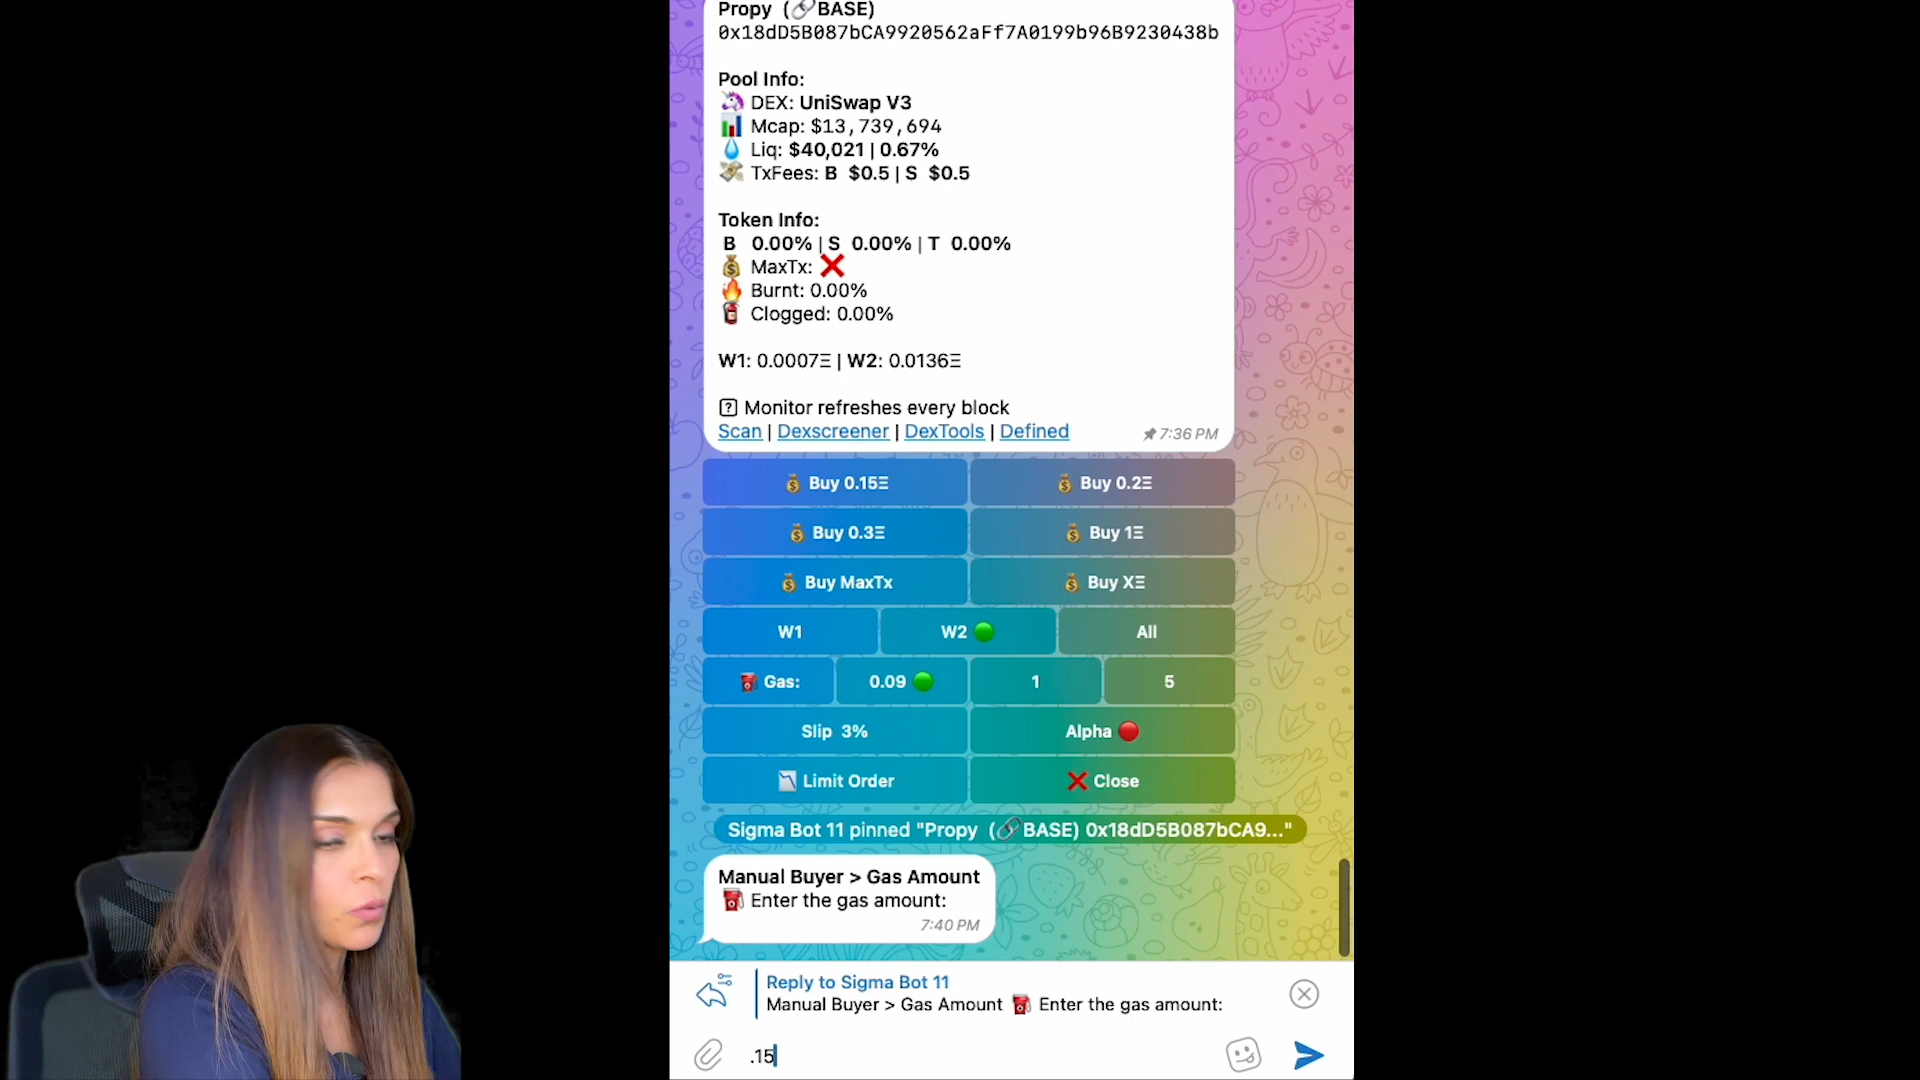 Propy (🔗BASE)
0x18dD5B087bCA9920562aFf7A0199b96B9230438b
Pool Info:
🦄 DEX: UniSwap V3
📊 Mcap: $13,739,694
💧 Liq: $40,021 | 0.67%
💸 TxFees: B $0.5 | S $0.5
Token Info:
B 0.00% | S 0.00% | T 0.00%
💰 MaxTx: ❌
🔥 Burnt: 0.00%
🧯 Clogged: 0.00%
W1: 0.0007Ξ | W2: 0.0136Ξ
❔ Monitor refreshes every block
Scan | Dexscreener | DexTools | Defined
7:36 PM
💰 Buy 0.15Ξ
💰 Buy 0.2Ξ
💰 Buy 0.3Ξ
💰 Buy 1Ξ
💰 Buy MaxTx
💰 Buy XΞ
W1
W2 🟢
All
⛽ Gas:
0.09 🟢
1
5
Slip 3%
Alpha 🔴
📉 Limit Order
❌ Close
Sigma Bot 11 pinned "Propy (🔗BASE) 0x18dD5B087bCA9..."
Manual Buyer > Gas Amount
⛽ Enter the gas amount:
7:40 PM
Reply to Sigma Bot 11
Manual Buyer > Gas Amount ⛽ Enter the gas amount:
.15